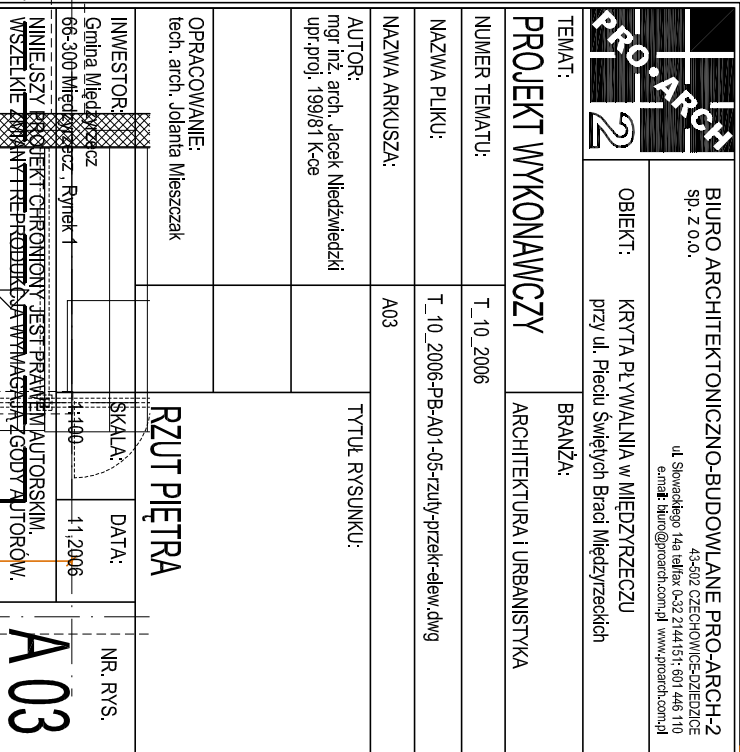 PRO•ARCH
2
BIURO ARCHITEKTONICZNO-BUDOWLANE PRO-ARCH-2
sp. z o.o.
43-502 CZECHOWICE-DZIEDZICE
ul. Słowackiego 14a tel/fax 0-32 2144151; 601 446 110
e.mail: biuro@proarch.com.pl www.proarch.com.pl
OBIEKT:
KRYTA PŁYWALNIA w MIĘDZYRZECZU
przy ul. Pieciu Świętych Braci Międzyrzeckich
TEMAT:
PROJEKT WYKONAWCZY
BRANŻA:
ARCHITEKTURA i URBANISTYKA
NUMER TEMATU:
T_10_2006
NAZWA PLIKU:
T_10_2006-PB-A01-05-rzuty-przekr-elew.dwg
NAZWA ARKUSZA:
A03
AUTOR:
mgr inż. arch. Jacek Niedźwiedzki
upr.proj. 199/81 K-ce
TYTUŁ RYSUNKU:
RZUT PIĘTRA
OPRACOWANIE:
tech. arch. Jolanta Mieszczak
INWESTOR:
Gmina Międzyrzecz
66-300 Międzyrzecz , Rynek 1
SKALA:
1:100
DATA:
11,2006
NR. RYS.
A 03
NINIEJSZY PROJEKT CHRONIONY JEST PRAWEM AUTORSKIM.
WSZELKIE ZMIANY I REPRODUKCJA WYMAGAJĄ ZGODY AUTORÓW.